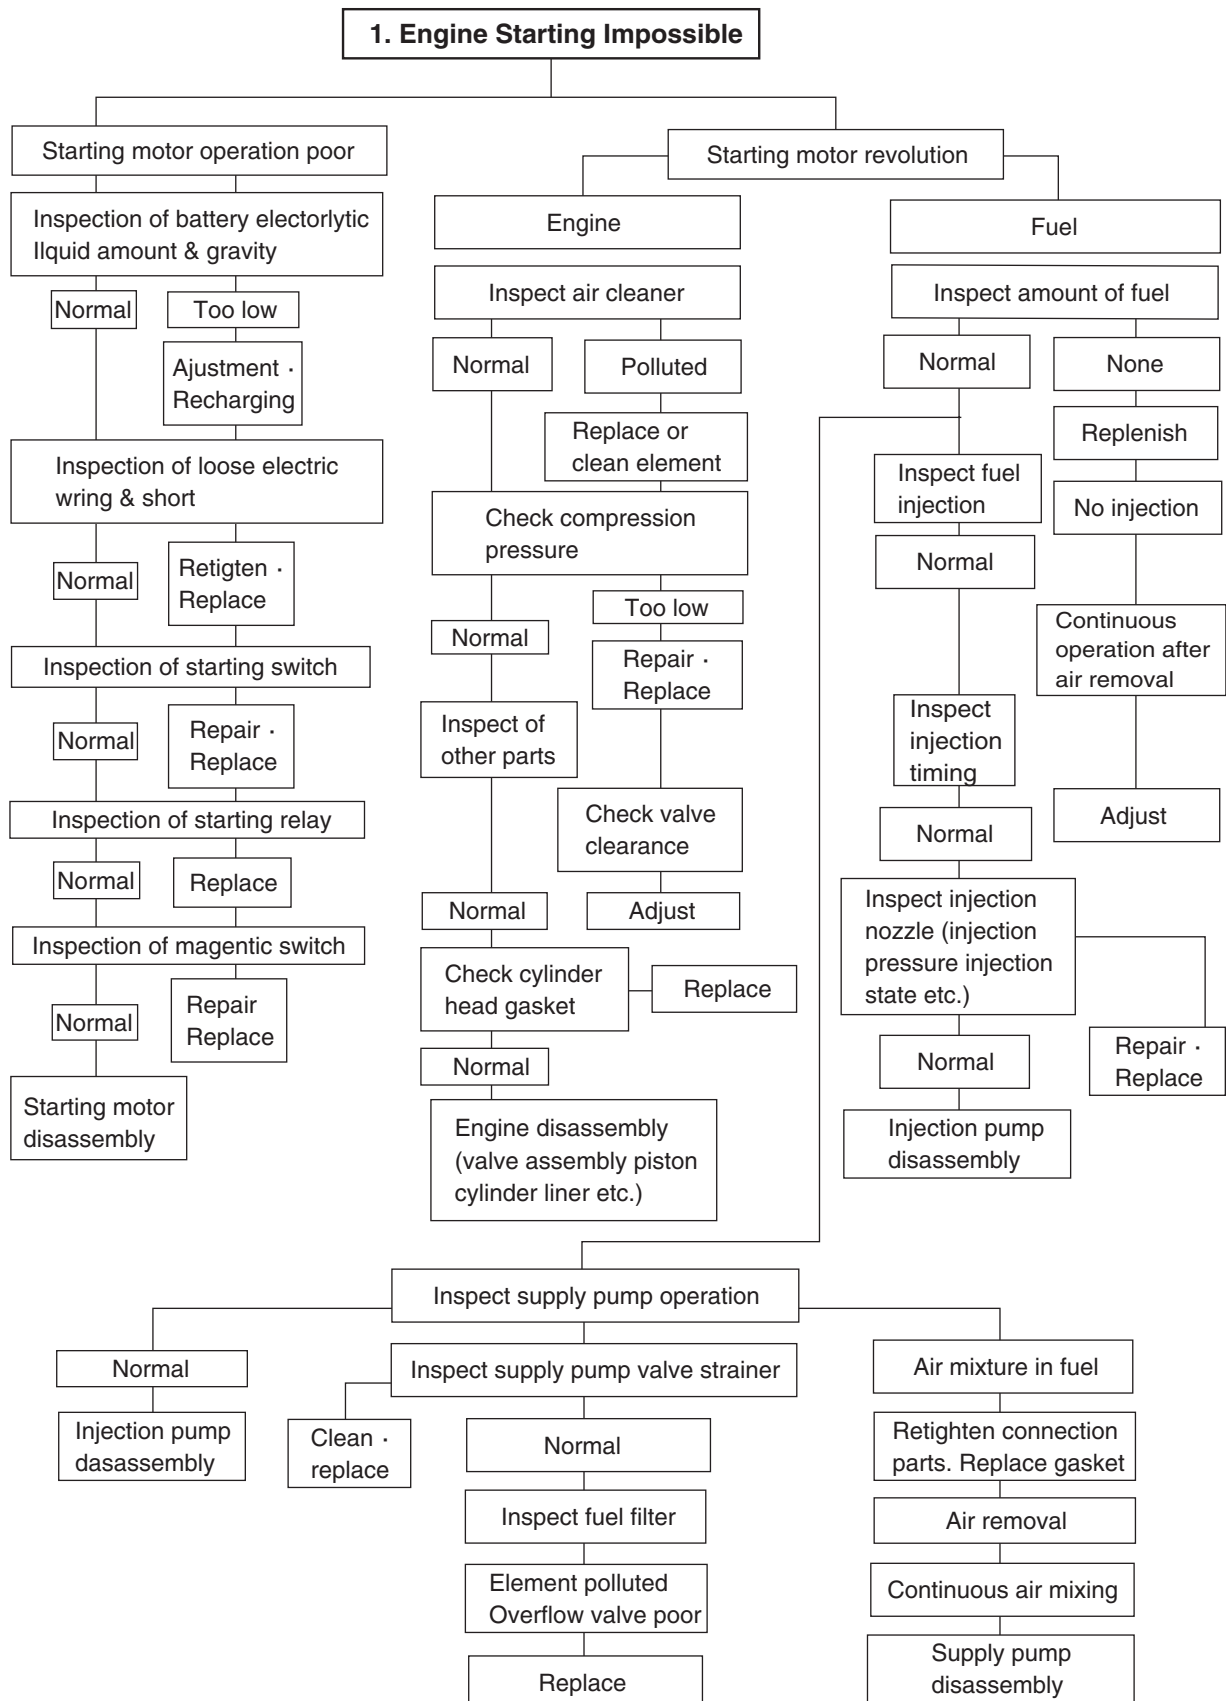 1. Engine Starting Impossible
Starting motor operation poor
Inspection of battery electorlytic
Ilquid amount & gravity
Normal
Too low
Ajustment ·
Recharging
Inspection of loose electric
wring & short
Normal
Retigten ·
Replace
Inspection of starting switch
Normal
Repair ·
Replace
Inspection of starting relay
Normal
Replace
Inspection of magentic switch
Normal
Repair
Replace
Starting motor
disassembly
Starting motor revolution
Engine
Inspect air cleaner
Normal
Polluted
Replace or
clean element
Check compression
pressure
Normal
Too low
Repair ·
Replace
Inspect of
other parts
Check valve
clearance
Normal
Adjust
Check cylinder
head gasket
Replace
Normal
Engine disassembly
(valve assembly piston
cylinder liner etc.)
Fuel
Inspect amount of fuel
Normal
None
Replenish
Inspect fuel
injection
No injection
Normal
Continuous
operation after
air removal
Inspect
injection
timing
Adjust
Normal
Inspect injection
nozzle (injection
pressure injection
state etc.)
Normal
Repair ·
Replace
Injection pump
disassembly
Inspect supply pump operation
Normal
Injection pump
dasassembly
Inspect supply pump valve strainer
Clean ·
replace
Normal
Inspect fuel filter
Element polluted
Overflow valve poor
Replace
Air mixture in fuel
Retighten connection
parts. Replace gasket
Air removal
Continuous air mixing
Supply pump
disassembly